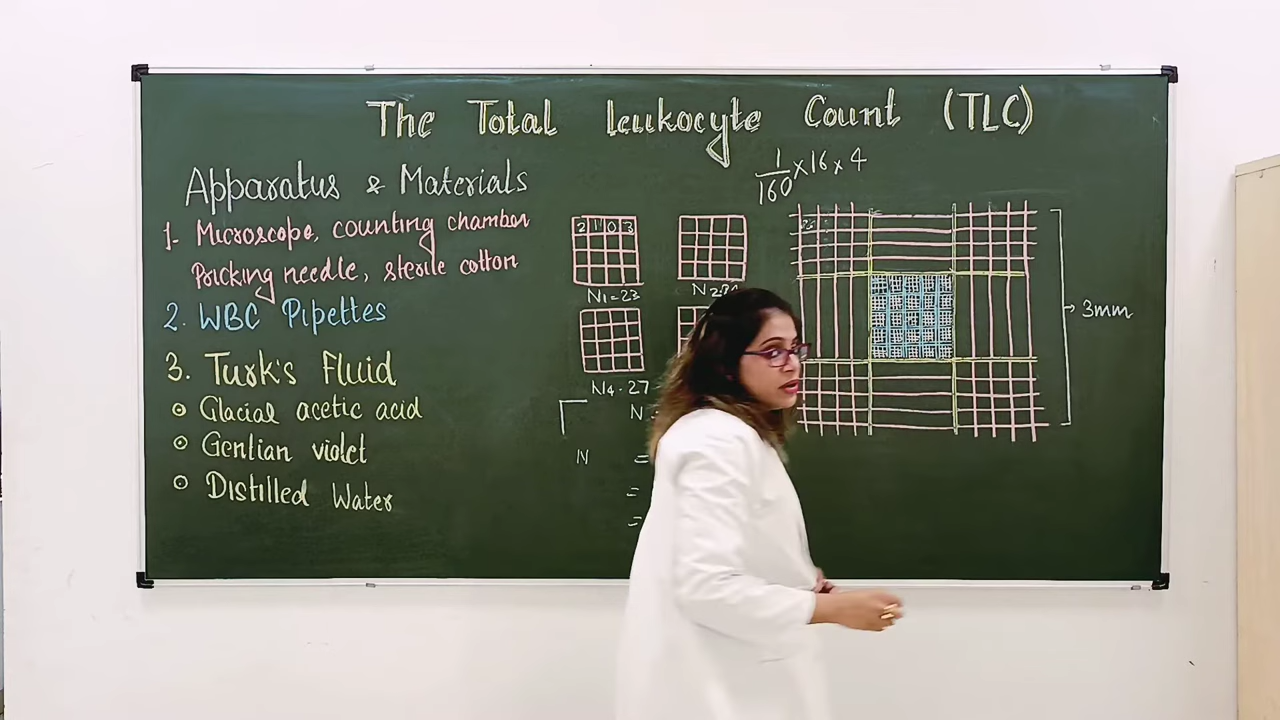 The Total Leukocyte Count (TLC)
Apparatus & Materials
1. Microscope, counting chamber
Pricking needle, sterile cotton
2. WBC Pipettes
3. Turk's Fluid
Glacial acetic acid
Gentian violet
Distilled Water
1/160 × 16 × 4
2 1 0 3
N1 = 23
N4 - 27
N
N =
=
=
3mm